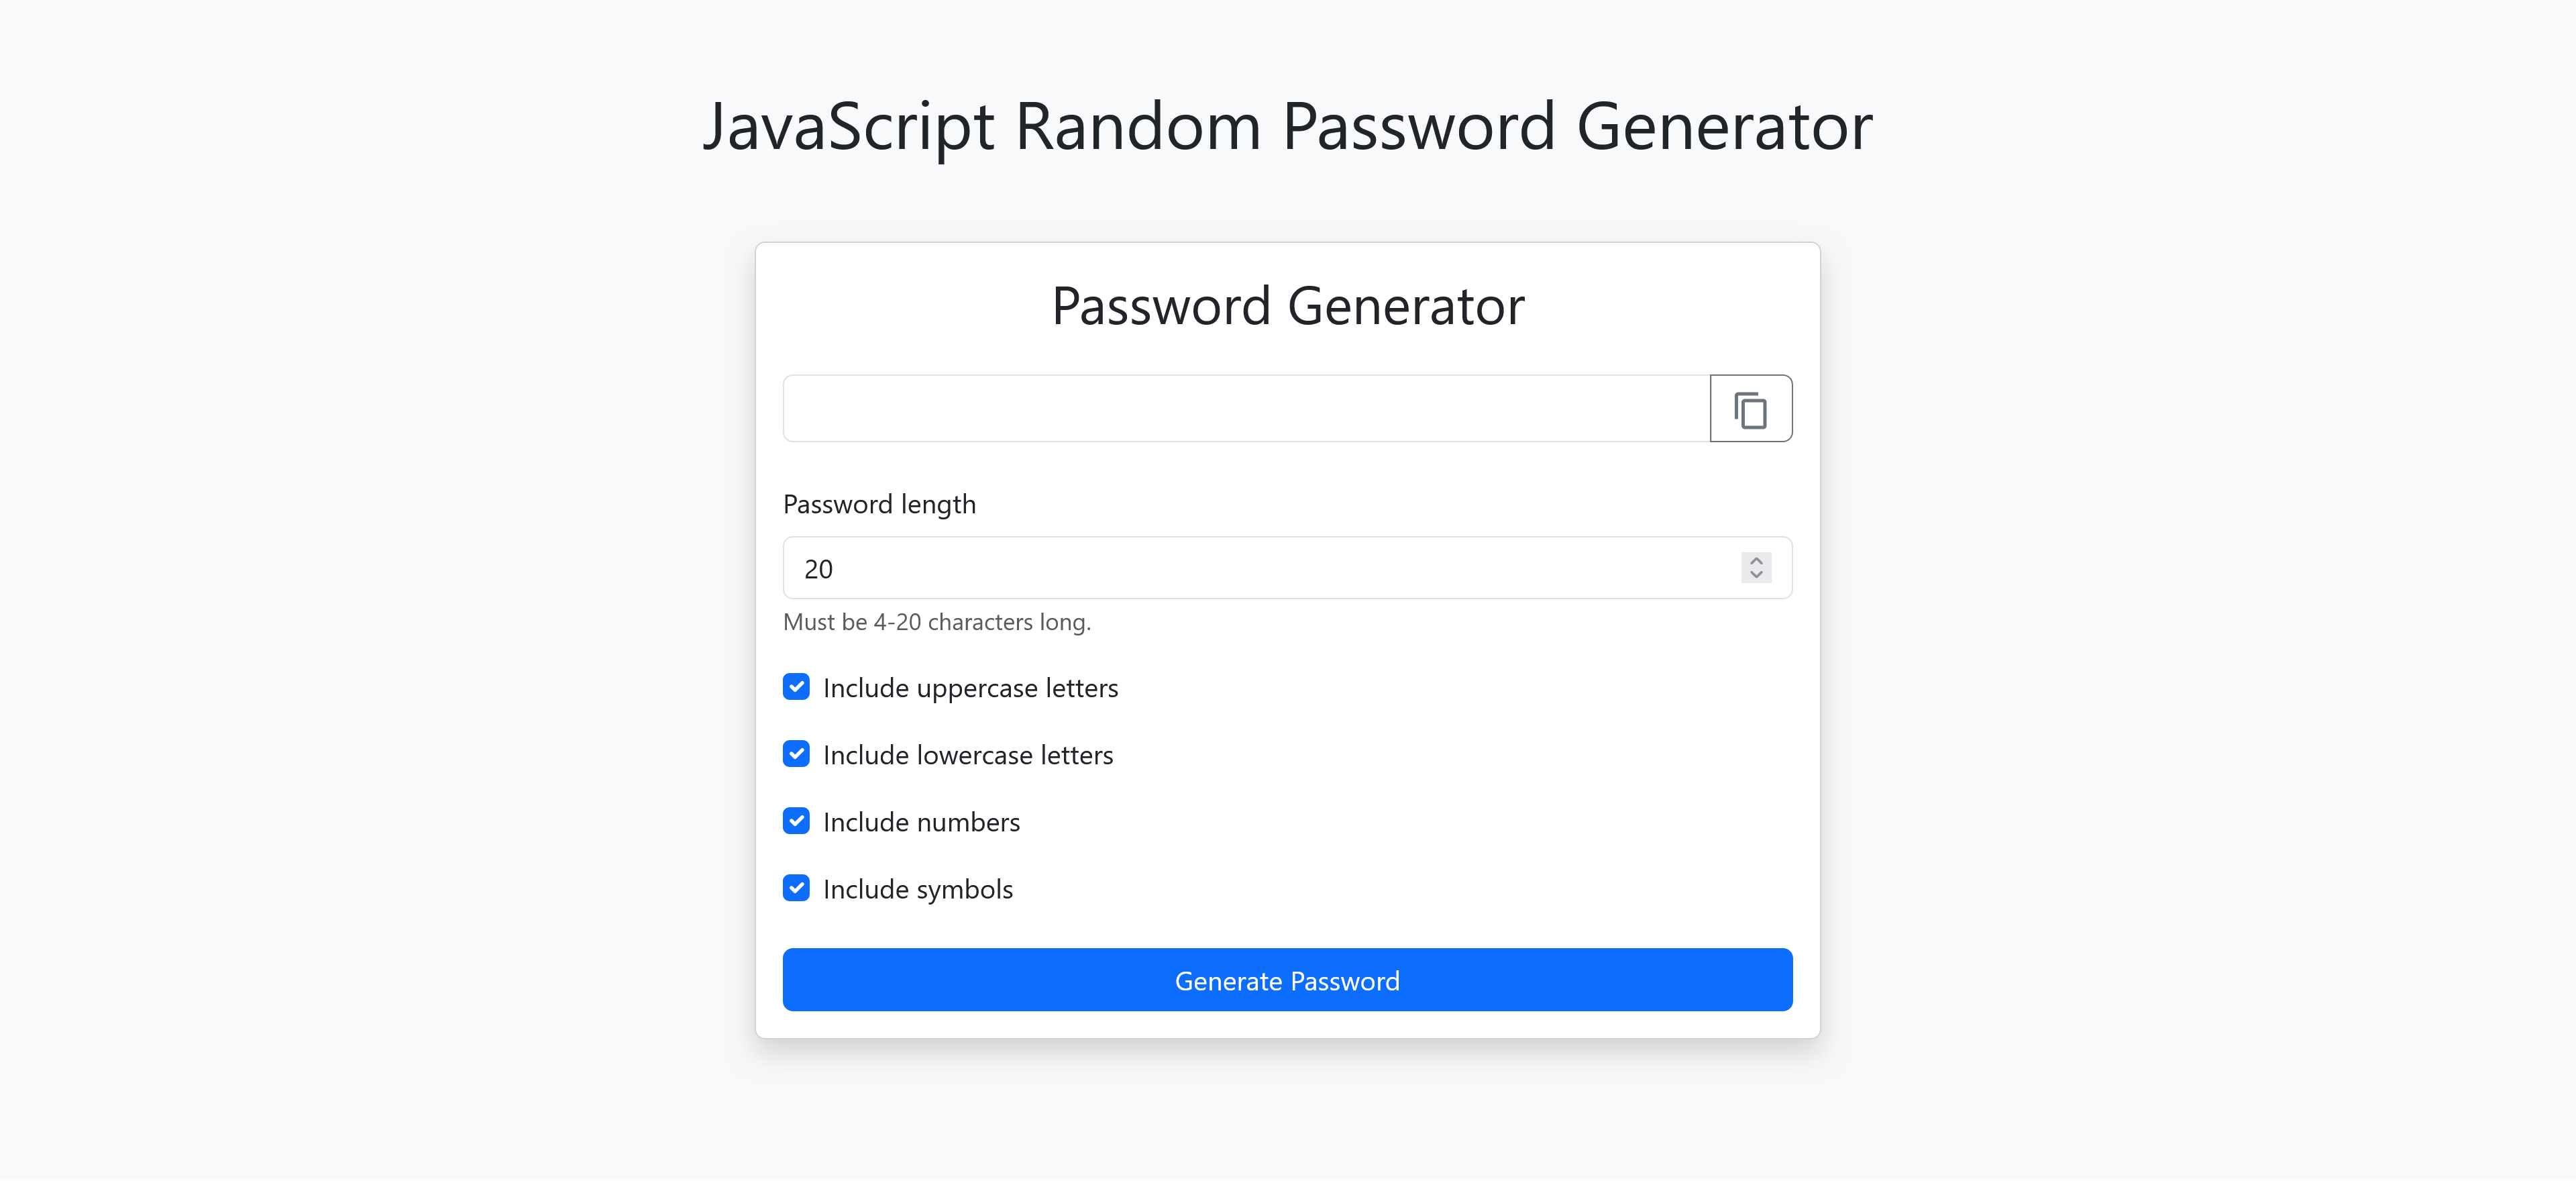 JavaScript Random Password Generator
Password Generator
Password length
20
Must be 4-20 characters long.
Include uppercase letters
Include lowercase letters
Include numbers
Include symbols
Generate Password